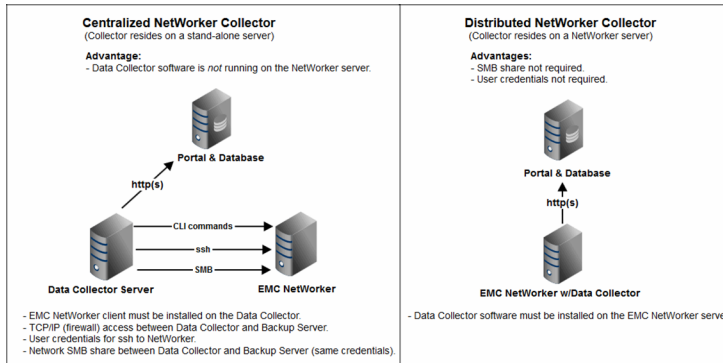 Centralized NetWorker Collector
(Collector resides on a stand-alone server)
Advantage:
- Data Collector software is not running on the NetWorker server.
Portal & Database
http(s)
CLI commands
ssh
SMB
Data Collector Server
EMC NetWorker
- EMC NetWorker client must be installed on the Data Collector.
- TCP/IP (firewall) access between Data Collector and Backup Server.
- User credentials for ssh to NetWorker.
- Network SMB share between Data Collector and Backup Server (same credentials).
Distributed NetWorker Collector
(Collector resides on a NetWorker server)
Advantages:
- SMB share not required.
- User credentials not required.
Portal & Database
http(s)
EMC NetWorker w/Data Collector
- Data Collector software must be installed on the EMC NetWorker serve